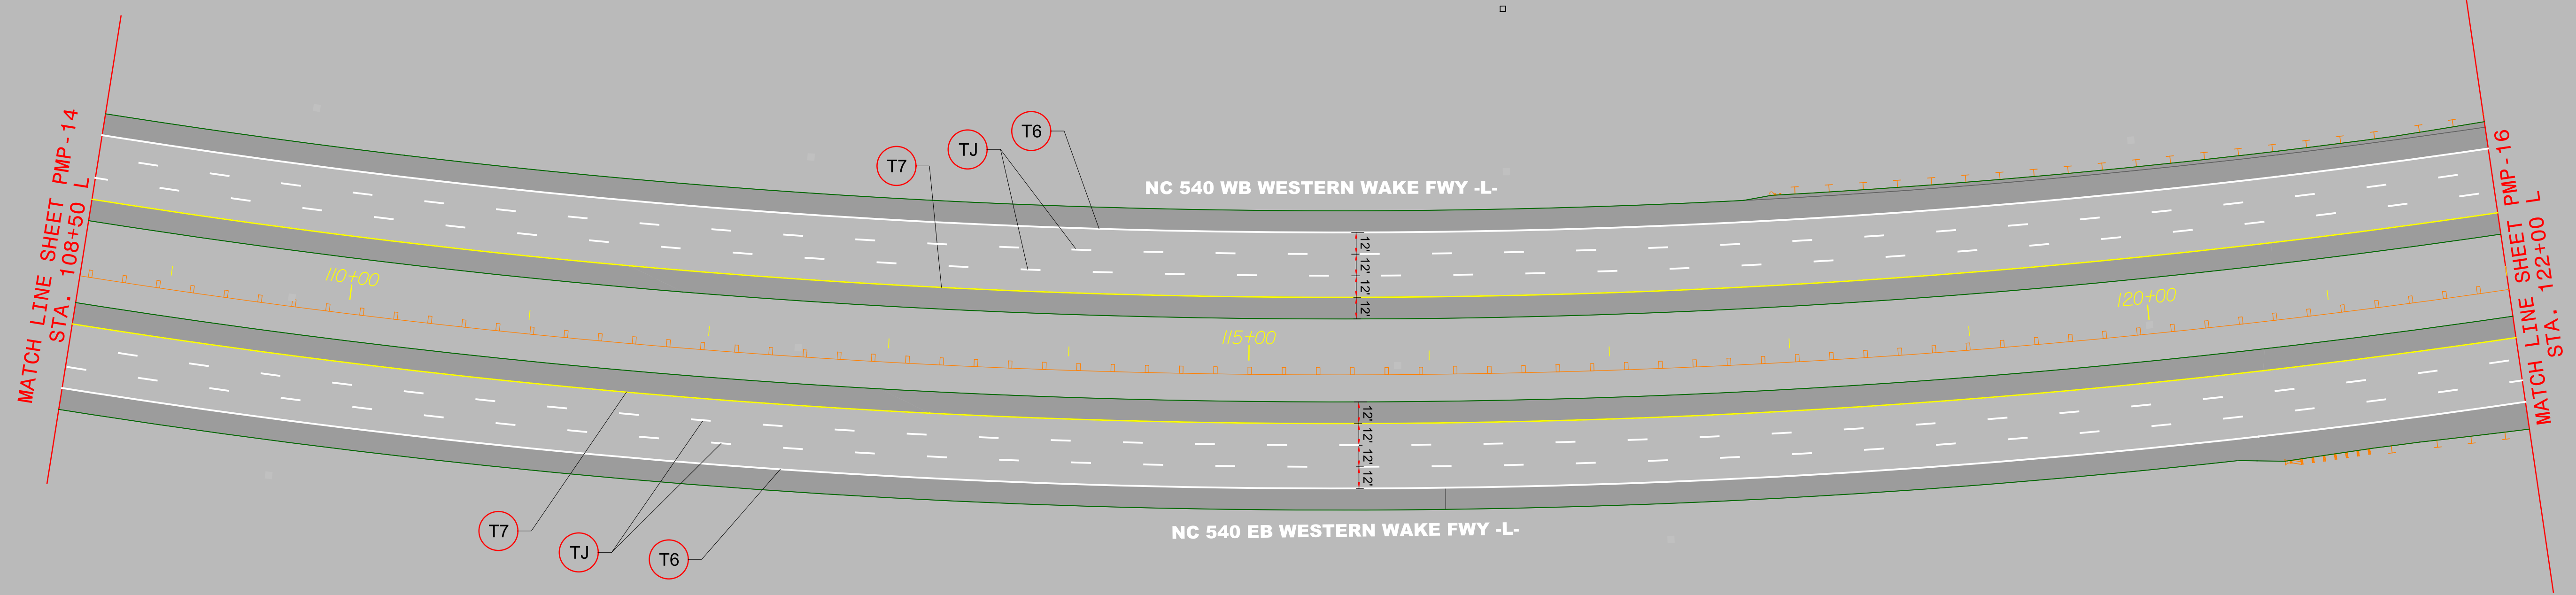 MATCH LINE SHEET PMP-14
STA. 108+50 L
T7
TJ
T6
NC 540 WB WESTERN WAKE FWY -L-
12'
12'
12'
12'
110+00
115+00
120+00
12'
12'
12'
12'
T7
TJ
T6
NC 540 EB WESTERN WAKE FWY -L-
MATCH LINE SHEET PMP-16
STA. 122+00 L